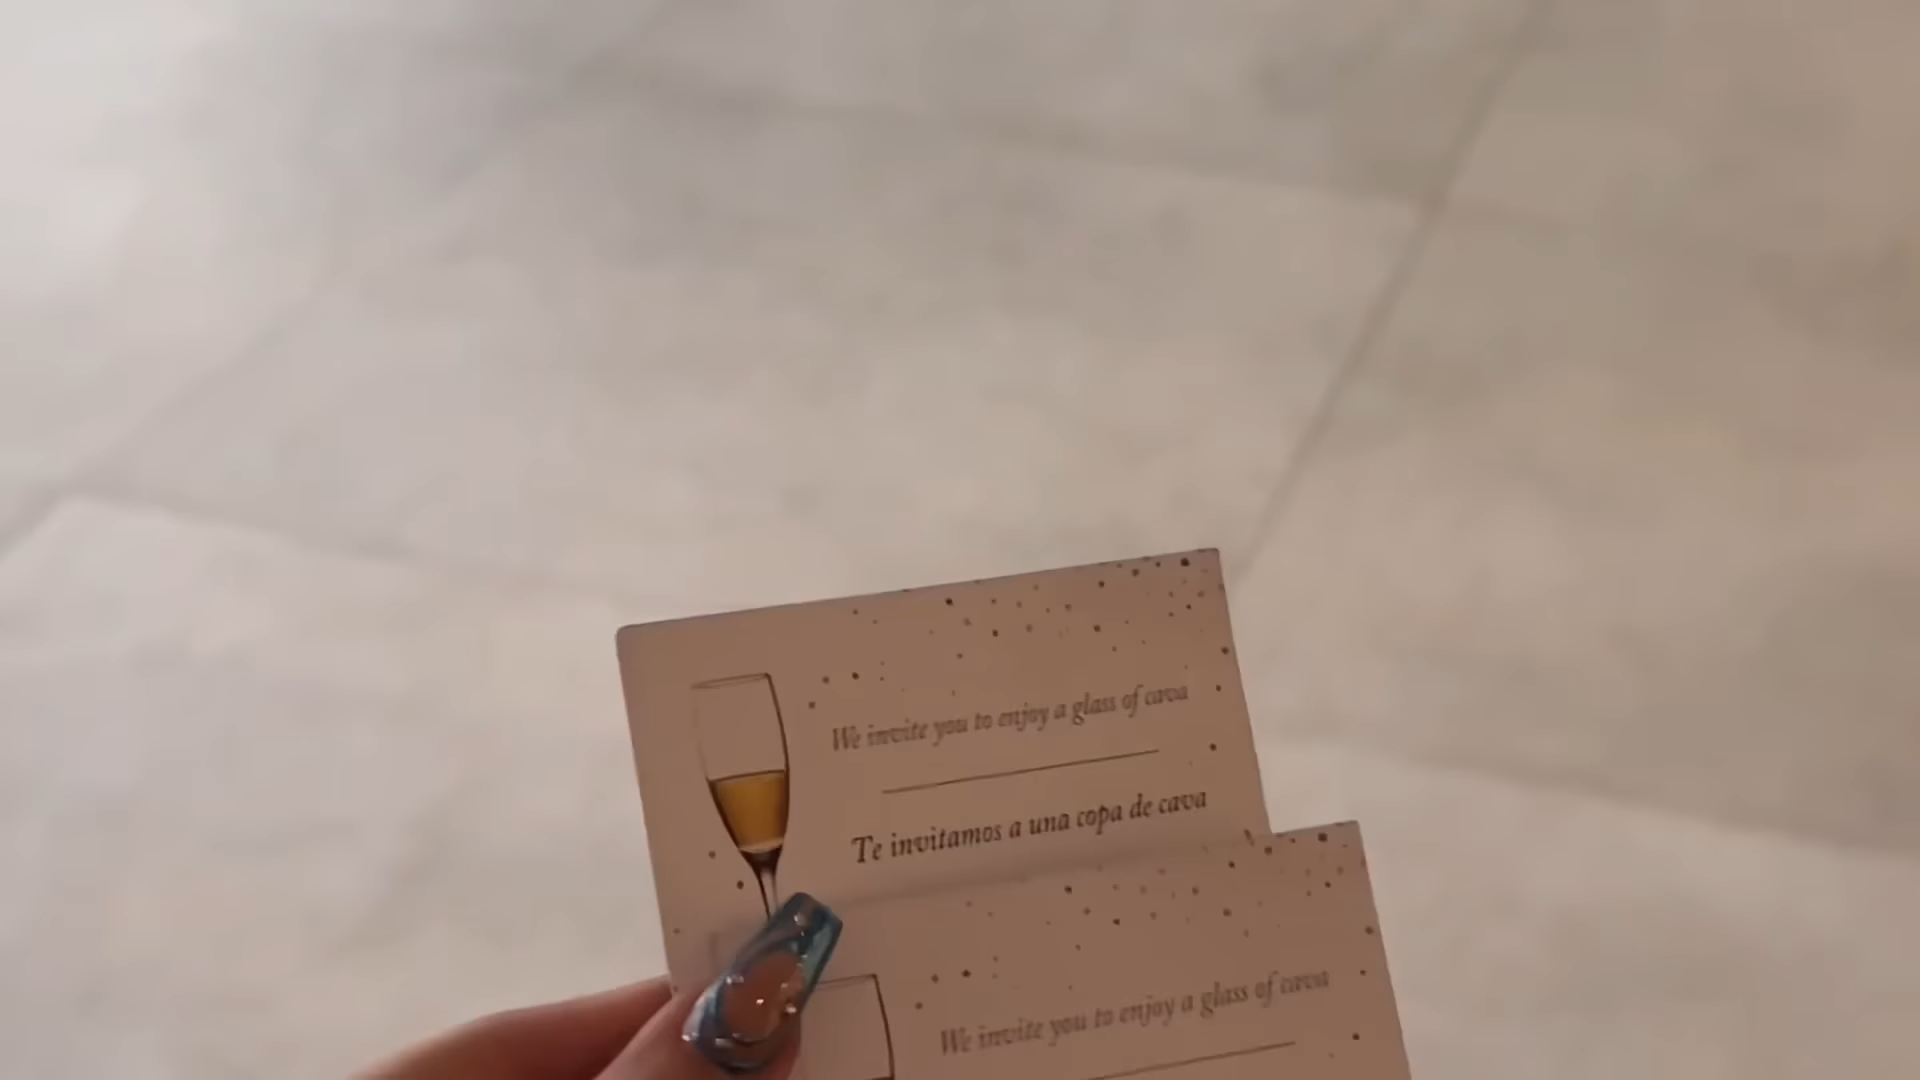 We invite you to enjoy a glass of cava
Te invitamos a una copa de cava
We invite you to enjoy a glass of cava